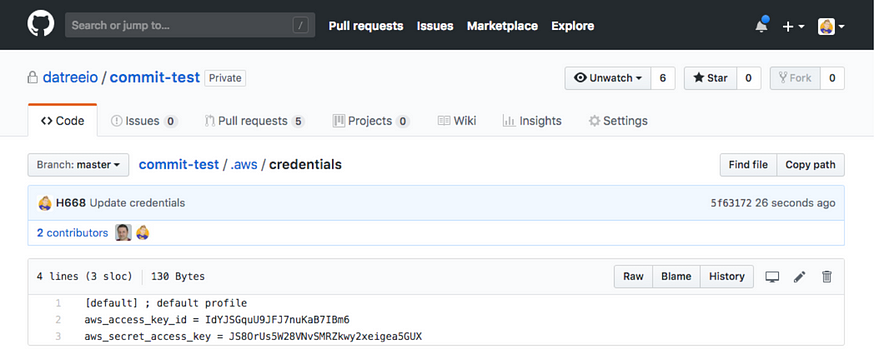 Search or jump to... / Pull requests Issues Marketplace Explore
datreeio / commit-test Private Unwatch 6 Star 0 Fork 0
Code Issues 0 Pull requests 5 Projects 0 Wiki Insights Settings
Branch: master commit-test / .aws / credentials Find file Copy path
H668 Update credentials 5f63172 26 seconds ago
2 contributors
4 lines (3 sloc) 130 Bytes Raw Blame History
1 [default] ; default profile
2 aws_access_key_id = IdYJSGquU9JFJ7nuKaB7IBm6
3 aws_secret_access_key = JS8OrUs5W28VNvSMRZkwy2xeigea5GUX